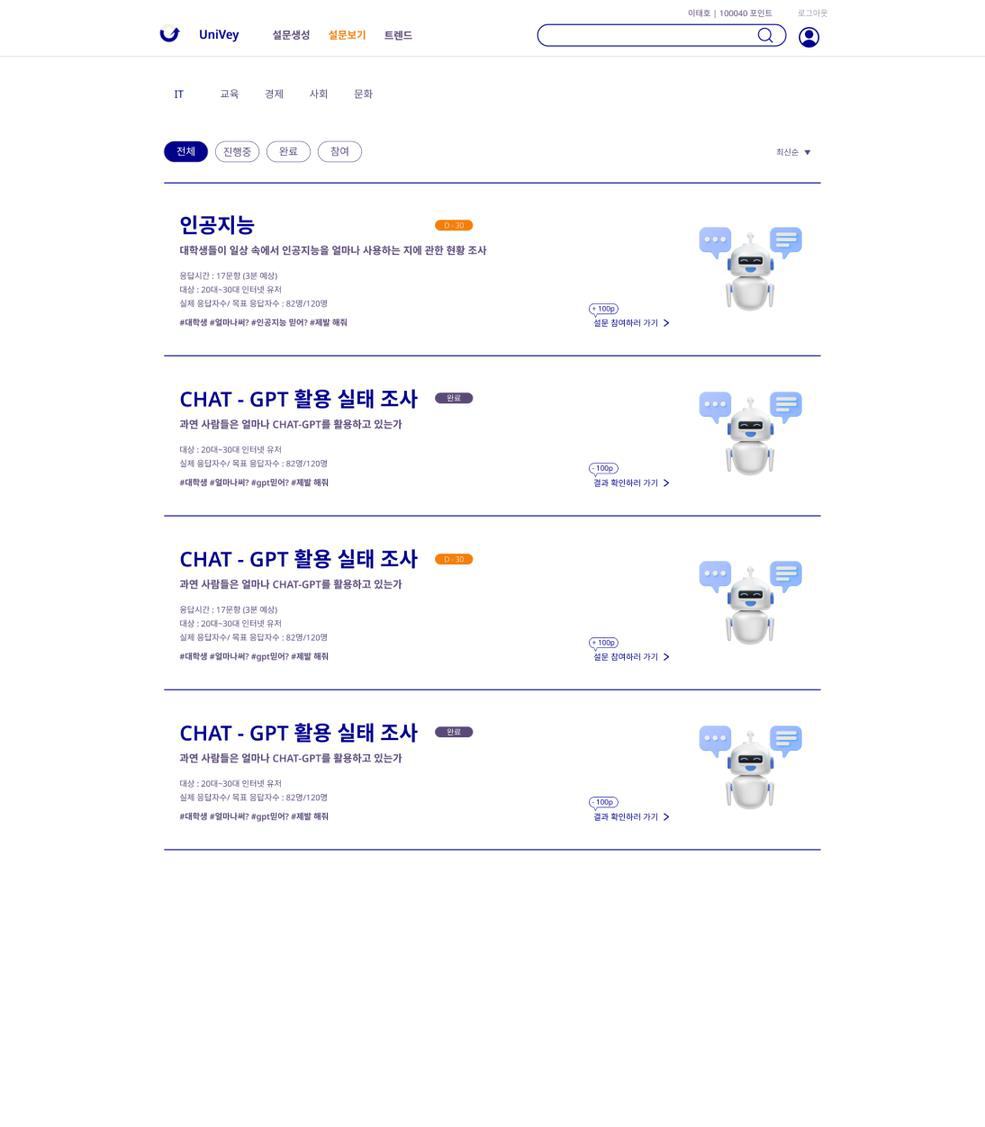 이태호 | 100040 포인트 로그아웃
UniVey 설문생성 설문보기 트렌드
IT 교육 경제 사회 문화
전체 진행중 완료 참여 최신순 ▼
인공지능 D - 30
대학생들이 일상 속에서 인공지능을 얼마나 사용하는 지에 관한 현황 조사
응답시간 : 17문항 (3분 예상)
대상 : 20대~30대 인터넷 유저
실제 응답자수/ 목표 응답자수 : 82명/120명
+ 100p
#대학생 #얼마나써? #인공지능 믿어? #제발 해줘 설문 참여하러 가기 >
CHAT - GPT 활용 실태 조사 완료
과연 사람들은 얼마나 CHAT-GPT를 활용하고 있는가
대상 : 20대~30대 인터넷 유저
실제 응답자수/ 목표 응답자수 : 82명/120명
- 100p
#대학생 #얼마나써? #gpt믿어? #제발 해줘 결과 확인하러 가기 >
CHAT - GPT 활용 실태 조사 D - 30
과연 사람들은 얼마나 CHAT-GPT를 활용하고 있는가
응답시간 : 17문항 (3분 예상)
대상 : 20대~30대 인터넷 유저
실제 응답자수/ 목표 응답자수 : 82명/120명
+ 100p
#대학생 #얼마나써? #gpt믿어? #제발 해줘 설문 참여하러 가기 >
CHAT - GPT 활용 실태 조사 완료
과연 사람들은 얼마나 CHAT-GPT를 활용하고 있는가
대상 : 20대~30대 인터넷 유저
실제 응답자수/ 목표 응답자수 : 82명/120명
- 100p
#대학생 #얼마나써? #gpt믿어? #제발 해줘 결과 확인하러 가기 >